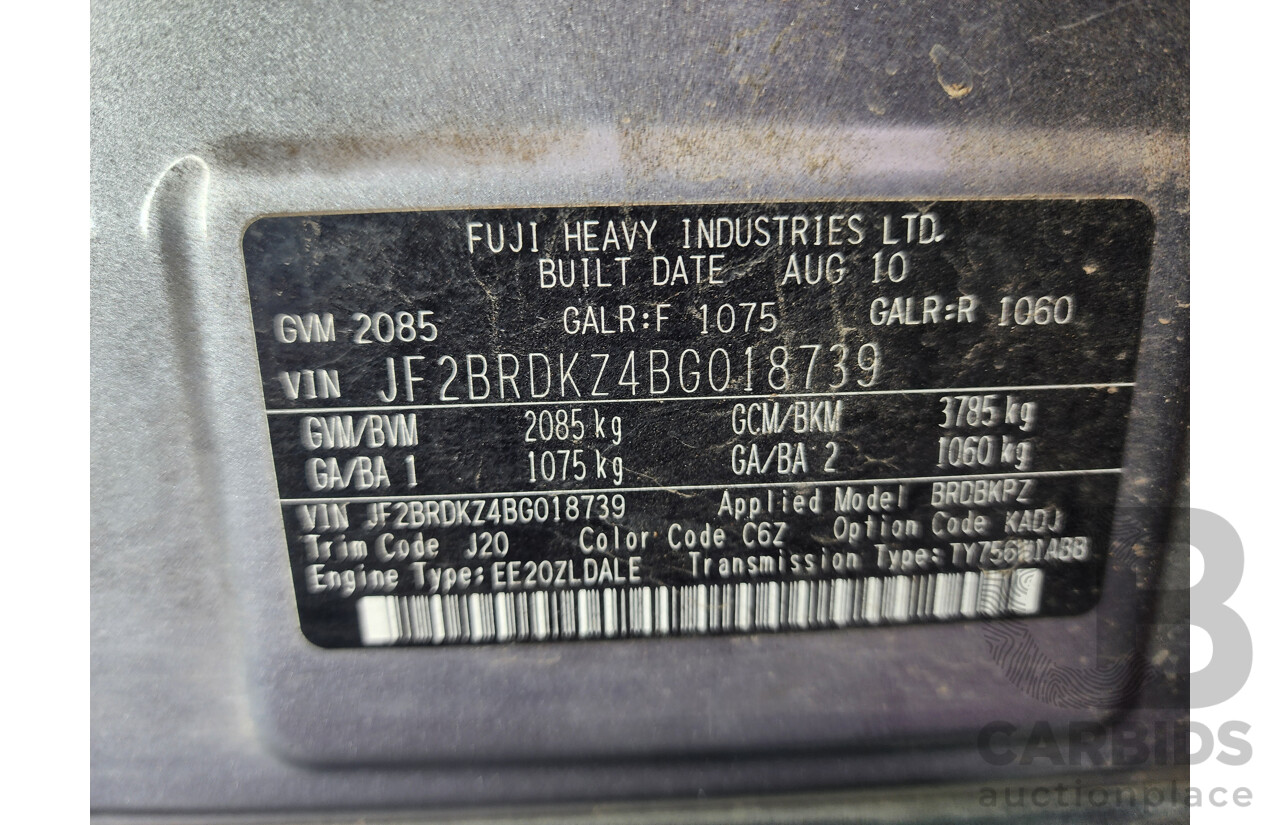 FUJI HEAVY INDUSTRIES LTD.
BUILT DATE AUG 10
GVM 2085 GALR:F 1075 GALR:R 1060
VIN JF2BRDKZ4BG018739
GVM/BVM 2085 kg GCM/BKM 3785 kg
GA/BA 1 1075 kg GA/BA 2 1060 kg
VIN JF2BRDKZ4BG018739 Applied Model BRDBKPZ
Trim Code J20 Color Code C6Z Option Code KADJ
Engine Type:EE20ZLDALE Transmission Type:TY756W1ABB
CARBIDS
auctionplace